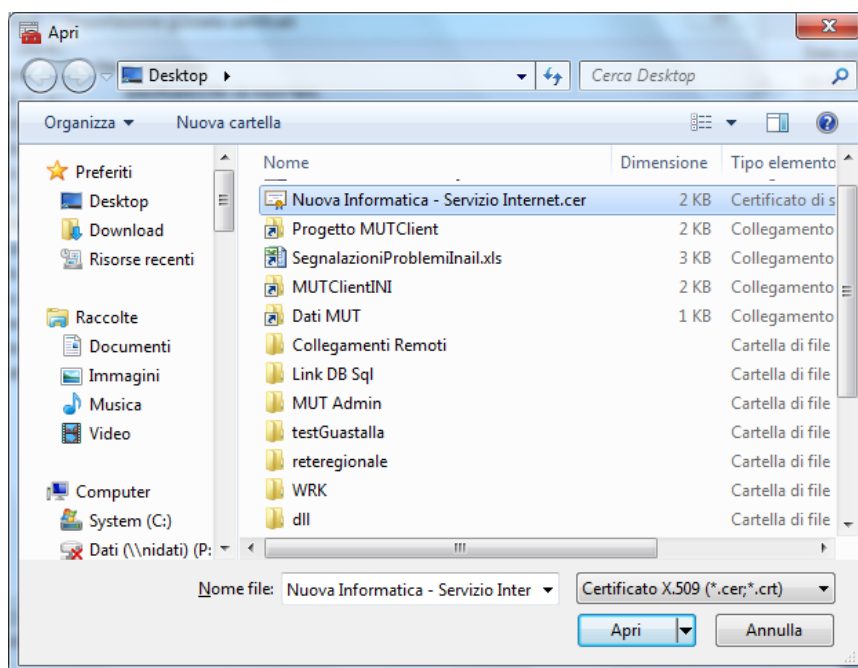 Apri
Desktop
Cerca Desktop
Organizza
Nuova cartella
Nome
Dimensione
Tipo elemento
Preferiti
Desktop
Download
Risorse recenti
Raccolte
Documenti
Immagini
Musica
Video
Computer
System (C:)
Dati (\\nidati) (P:
Nuova Informatica - Servizio Internet.cer 2 KB Certificato di s
Progetto MUTClient 2 KB Collegamento
SegnalazioniProblemiInail.xls 3 KB Collegamento
MUTClientINI 2 KB Collegamento
Dati MUT 1 KB Collegamento
Collegamenti Remoti Cartella di file
Link DB Sql Cartella di file
MUT Admin Cartella di file
testGuastalla Cartella di file
reteregionale Cartella di file
WRK Cartella di file
dll Cartella di file
Nome file: Nuova Informatica - Servizio Inter Certificato X.509 (*.cer;*.crt)
Apri Annulla